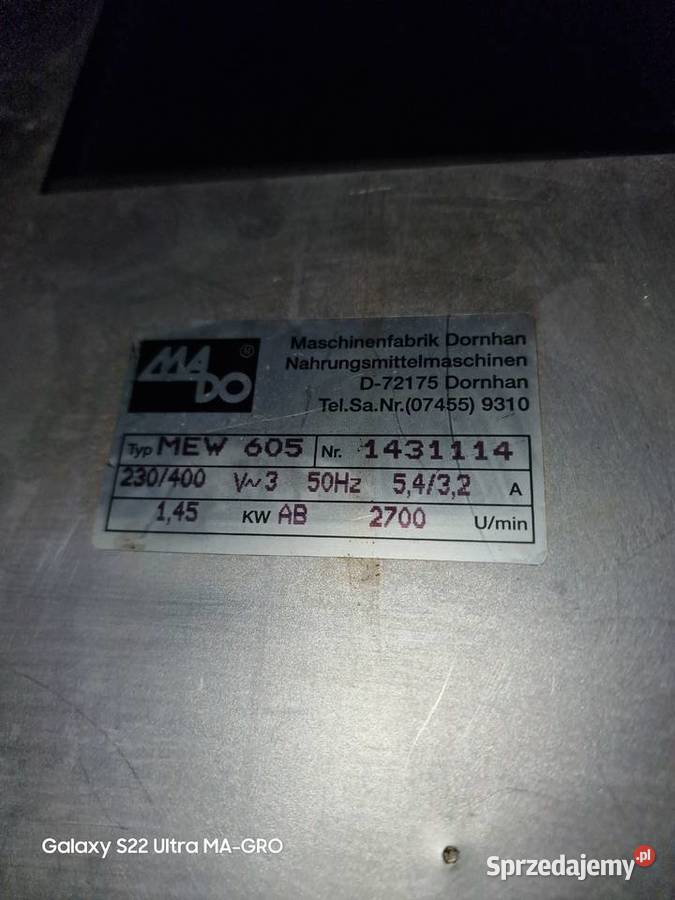 MADO ®
Maschinenfabrik Dornhan
Nahrungsmittelmaschinen
D-72175 Dornhan
Tel.Sa.Nr.(07455) 9310
Typ MEW 605 Nr. 1431114
230/400 V~3 50Hz 5,4/3,2 A
1,45 KW AB 2700 U/min
Galaxy S22 Ultra MA-GRO
Sprzedajemy.pl